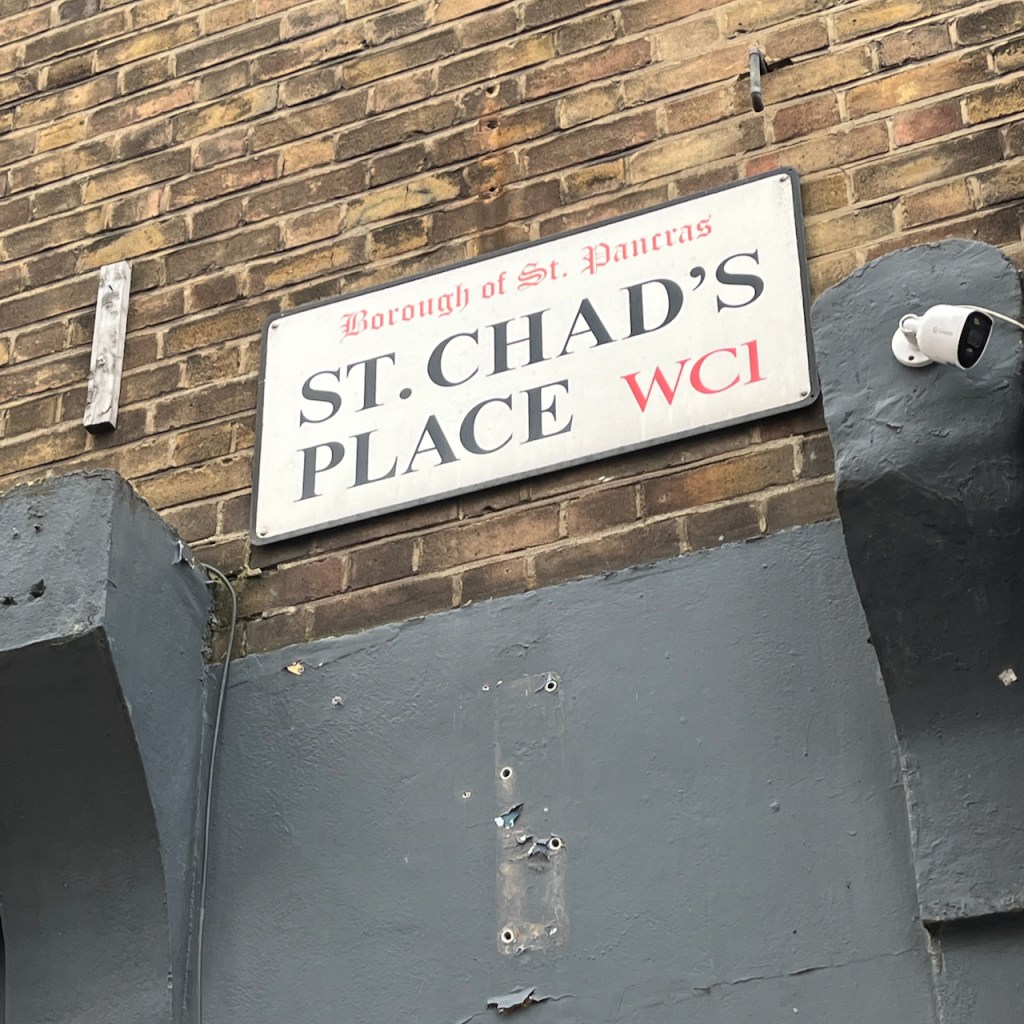 Borough of St. Pancras
ST. CHAD'S
PLACE WC1